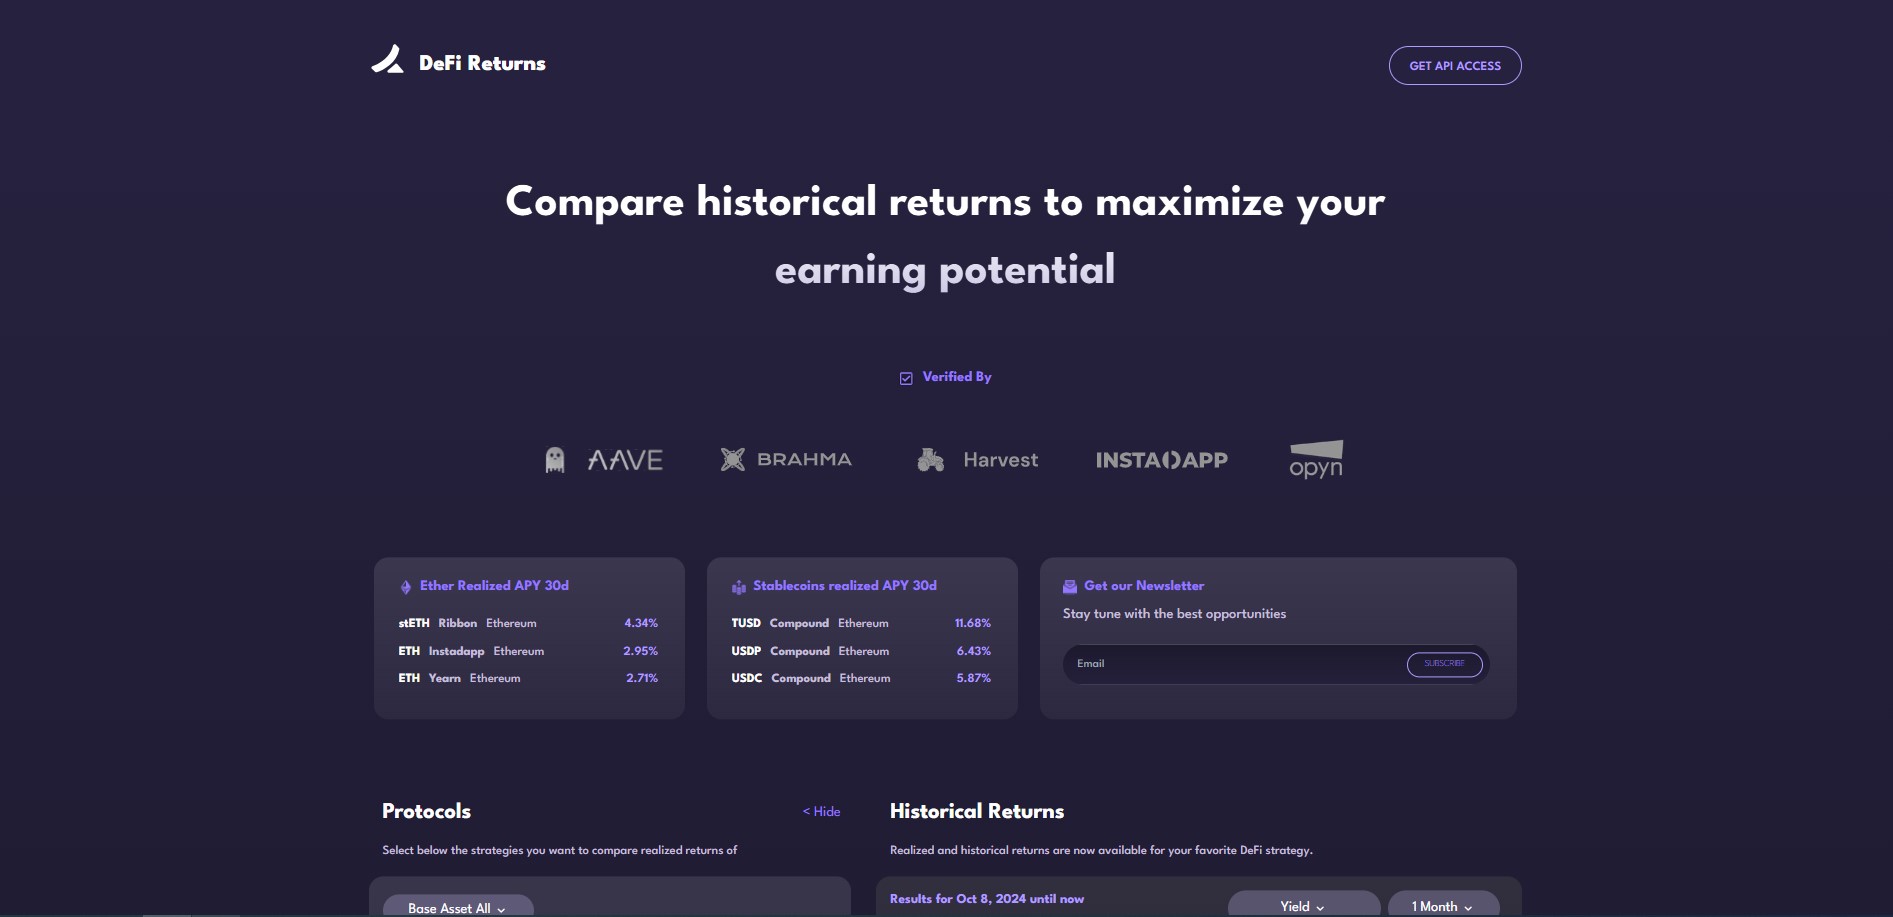 DeFi Returns
GET API ACCESS
Compare historical returns to maximize your
earning potential
Verified By
AAVE
BRAHMA
Harvest
INSTADAPP
opyn
Ether Realized APY 30d
stETH Ribbon Ethereum 4.34%
ETH Instadapp Ethereum 2.95%
ETH Yearn Ethereum 2.71%
Stablecoins realized APY 30d
TUSD Compound Ethereum 11.68%
USDP Compound Ethereum 6.43%
USDC Compound Ethereum 5.87%
Get our Newsletter
Stay tune with the best opportunities
Email
SUBSCRIBE
Protocols
< Hide
Select below the strategies you want to compare realized returns of
Base Asset All
Historical Returns
Realized and historical returns are now available for your favorite DeFi strategy.
Results for Oct 8, 2024 until now
Yield
1 Month